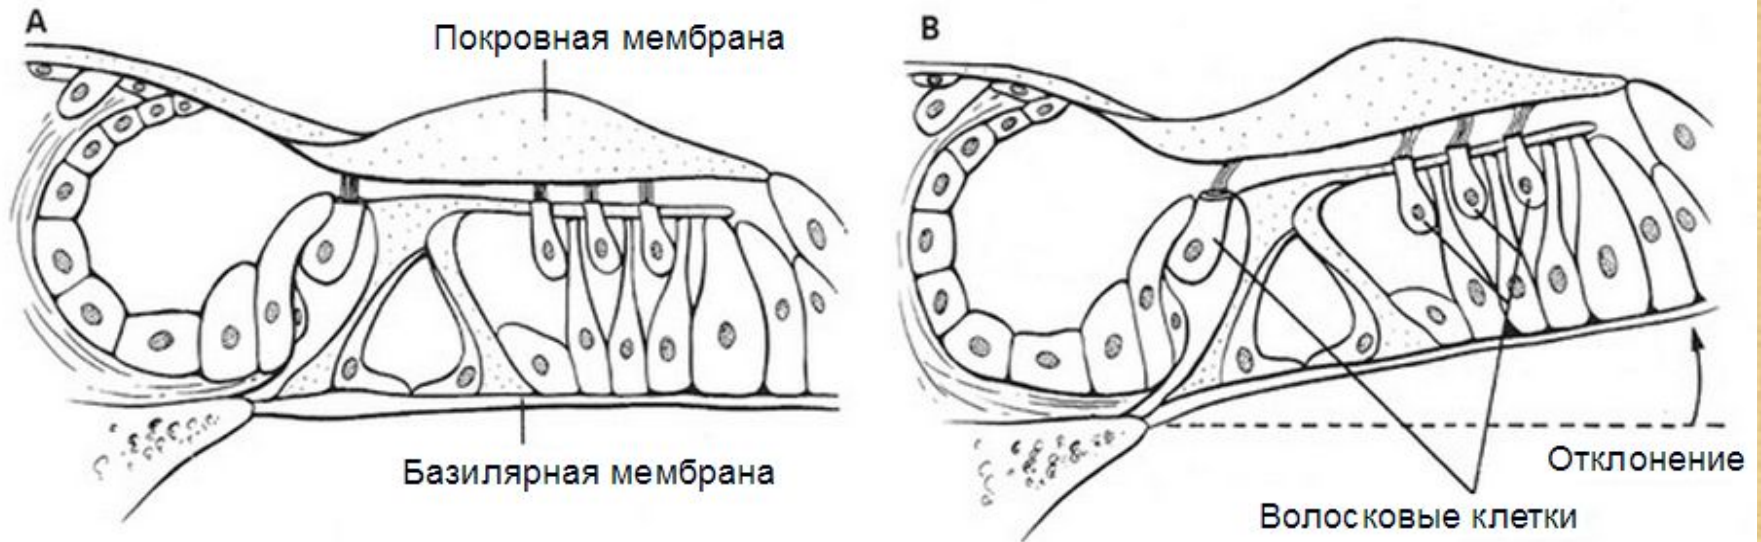 A
Покровная мембрана
Базилярная мембрана
B
Отклонение
Волосковые клетки